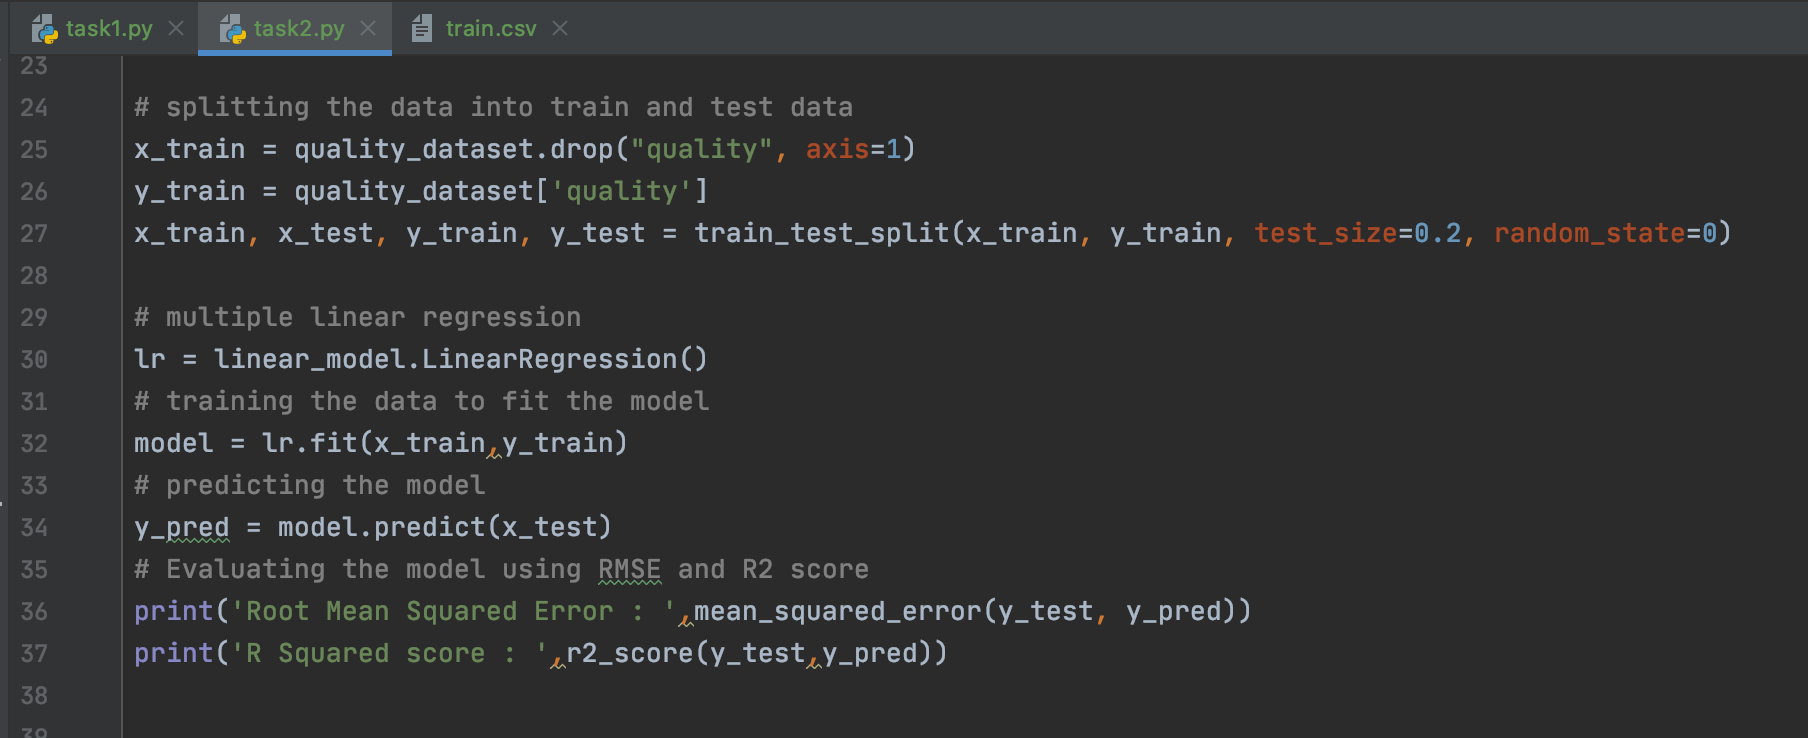 task1.py task2.py train.csv
23
24 # splitting the data into train and test data
25 x_train = quality_dataset.drop("quality", axis=1)
26 y_train = quality_dataset['quality']
27 x_train, x_test, y_train, y_test = train_test_split(x_train, y_train, test_size=0.2, random_state=0)
28
29 # multiple linear regression
30 lr = linear_model.LinearRegression()
31 # training the data to fit the model
32 model = lr.fit(x_train,y_train)
33 # predicting the model
34 y_pred = model.predict(x_test)
35 # Evaluating the model using RMSE and R2 score
36 print('Root Mean Squared Error : ',mean_squared_error(y_test, y_pred))
37 print('R Squared score : ',r2_score(y_test,y_pred))
38
39